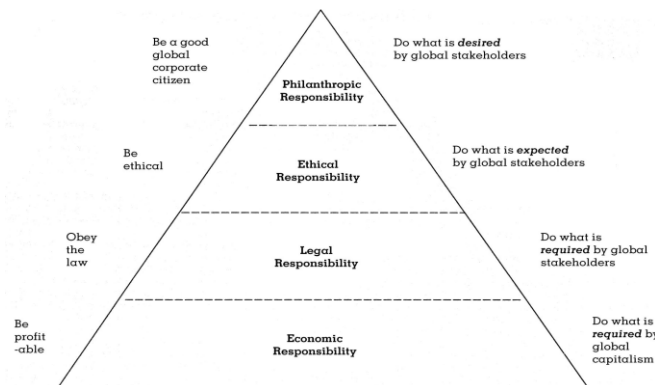 Be a good
global
corporate
citizen
Philanthropic
Responsibility
Do what is desired
by global stakeholders
Be
ethical
Ethical
Responsibility
Do what is expected
by global stakeholders
Obey
the
law
Legal
Responsibility
Do what is
required by global
stakeholders
Be
profit
-able
Economic
Responsibility
Do what is
required by
global
capitalism